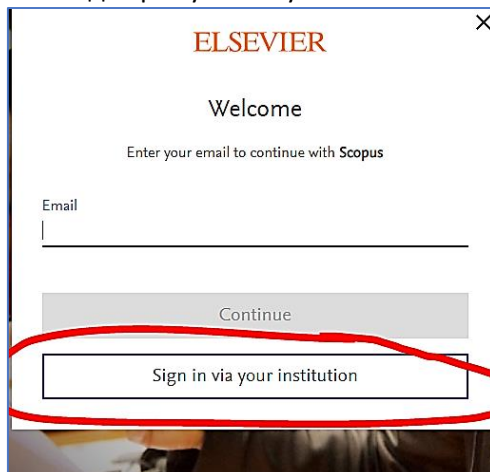 ELSEVIER
Welcome
Enter your email to continue with Scopus
Email
Continue
Sign in via your institution